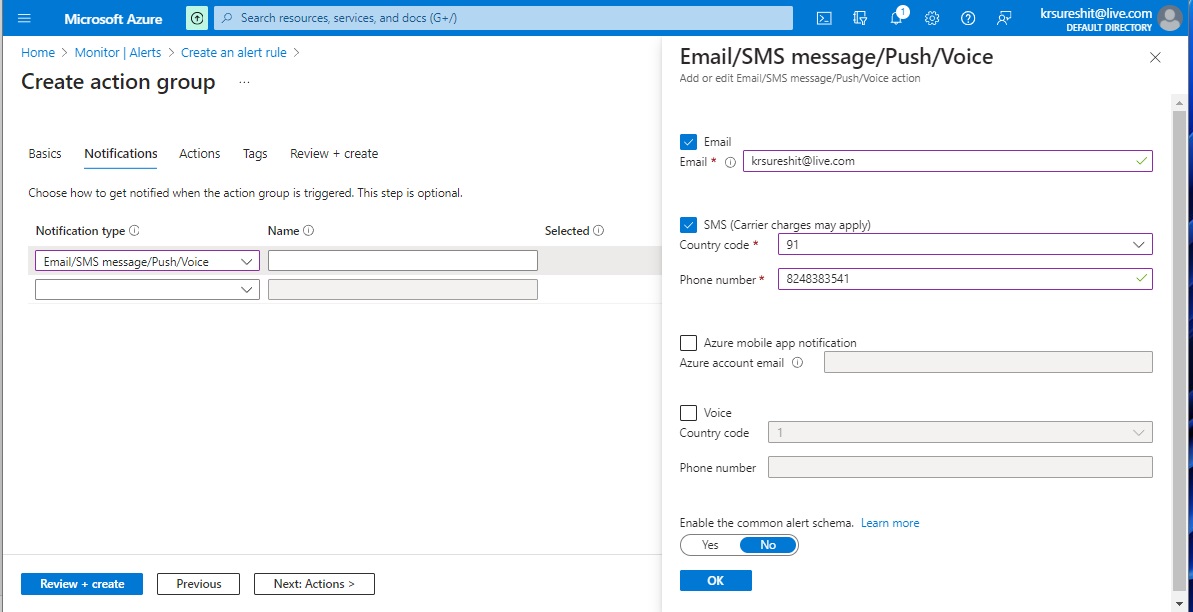 Microsoft Azure
Search resources, services, and docs (G+/)
1
krsureshit@live.com
DEFAULT DIRECTORY
Home > Monitor | Alerts > Create an alert rule >
Create action group ...
Basics Notifications Actions Tags Review + create
Choose how to get notified when the action group is triggered. This step is optional.
Notification type Name Selected
Email/SMS message/Push/Voice
Review + create Previous Next: Actions >
Email/SMS message/Push/Voice
Add or edit Email/SMS message/Push/Voice action
Email
Email * krsureshit@live.com
SMS (Carrier charges may apply)
Country code * 91
Phone number * 8248383541
Azure mobile app notification
Azure account email
Voice
Country code 1
Phone number
Enable the common alert schema. Learn more
Yes No
OK